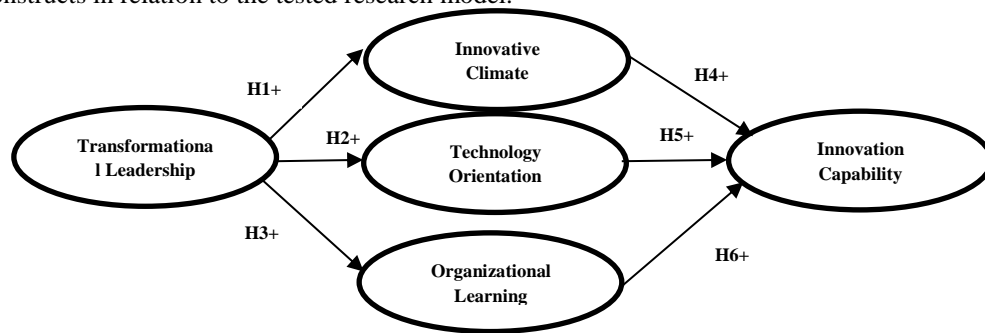 onstructs in relation to the tested research model.
Innovative
Climate
H1+
H4+
Transformationa
l Leadership
H2+
Technology
Orientation
H5+
Innovation
Capability
H3+
Organizational
Learning
H6+